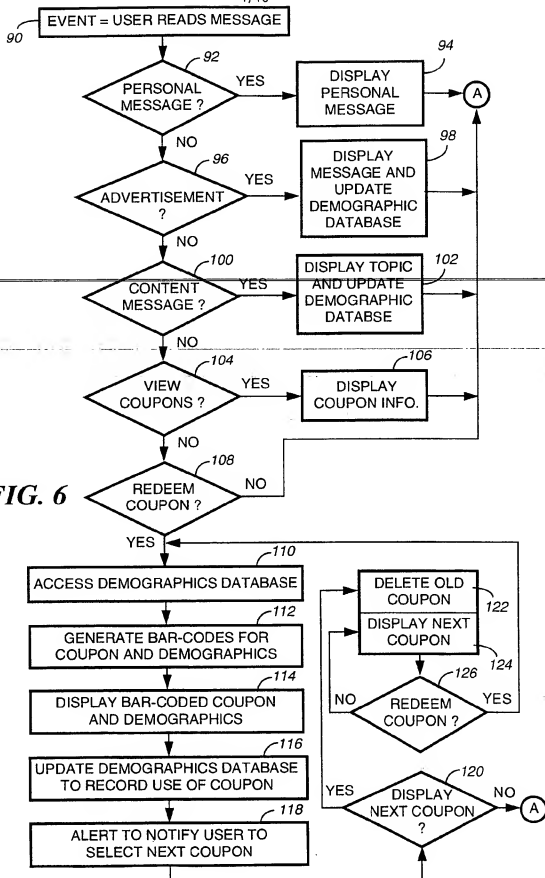 90
EVENT = USER READS MESSAGE
92
PERSONAL
MESSAGE ?
YES
NO
94
DISPLAY
PERSONAL
MESSAGE
A
96
ADVERTISEMENT
?
YES
NO
98
DISPLAY
MESSAGE AND
UPDATE
DEMOGRAPHIC
DATABASE
100
CONTENT
MESSAGE ?
YES
NO
102
DISPLAY TOPIC
AND UPDATE
DEMOGRAPHIC
DATABSE
104
VIEW
COUPONS ?
YES
NO
106
DISPLAY
COUPON INFO.
108
REDEEM
COUPON ?
NO
YES
FIG. 6
110
ACCESS DEMOGRAPHICS DATABASE
112
GENERATE BAR-CODES FOR
COUPON AND DEMOGRAPHICS
114
DISPLAY BAR-CODED COUPON
AND DEMOGRAPHICS
116
UPDATE DEMOGRAPHICS DATABASE
TO RECORD USE OF COUPON
118
ALERT TO NOTIFY USER TO
SELECT NEXT COUPON
DELETE OLD
COUPON
122
DISPLAY NEXT
COUPON
124
126
REDEEM
COUPON ?
NO
YES
120
DISPLAY
NEXT COUPON
?
YES
NO
A